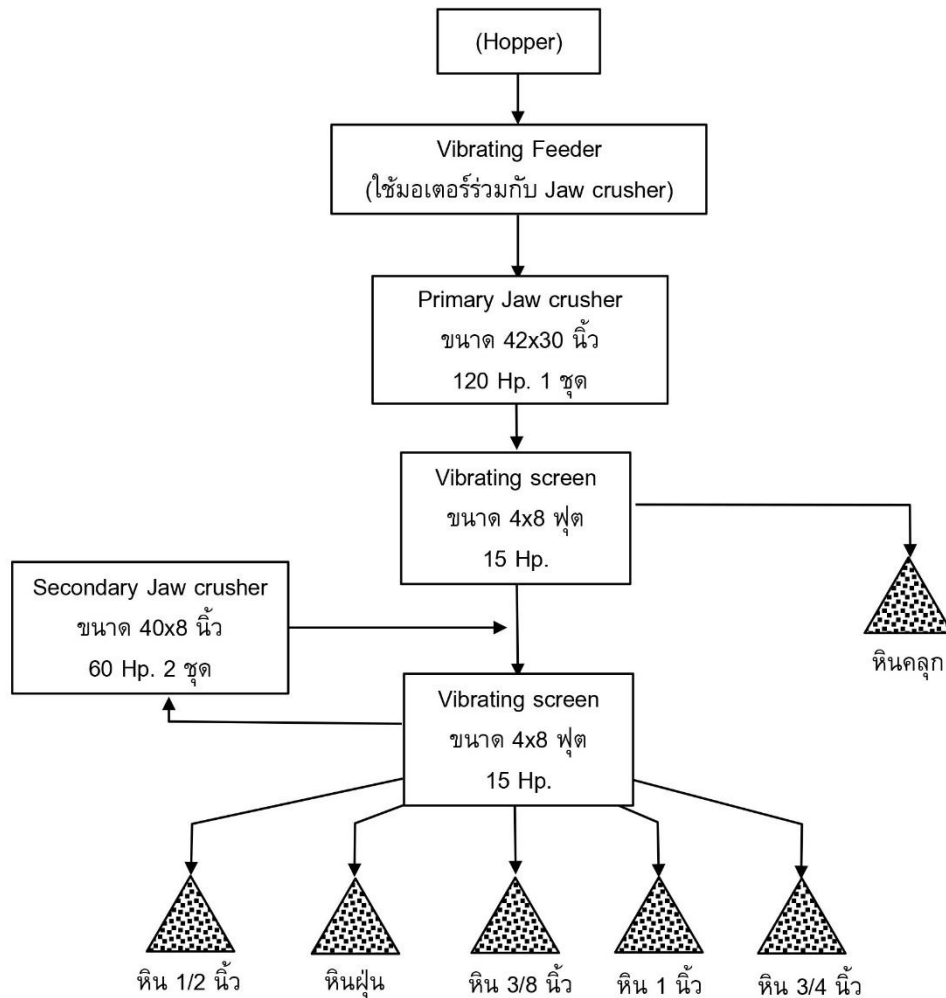 (Hopper)
Vibrating Feeder
(ใช้มอเตอร์ร่วมกับ Jaw crusher)
Primary Jaw crusher
ขนาด 42x30 นิ้ว
120 Hp. 1 ชุด
Vibrating screen
ขนาด 4x8 ฟุต
15 Hp.
หินคลุก
Secondary Jaw crusher
ขนาด 40x8 นิ้ว
60 Hp. 2 ชุด
Vibrating screen
ขนาด 4x8 ฟุต
15 Hp.
หิน 1/2 นิ้ว
หินฝุ่น
หิน 3/8 นิ้ว
หิน 1 นิ้ว
หิน 3/4 นิ้ว